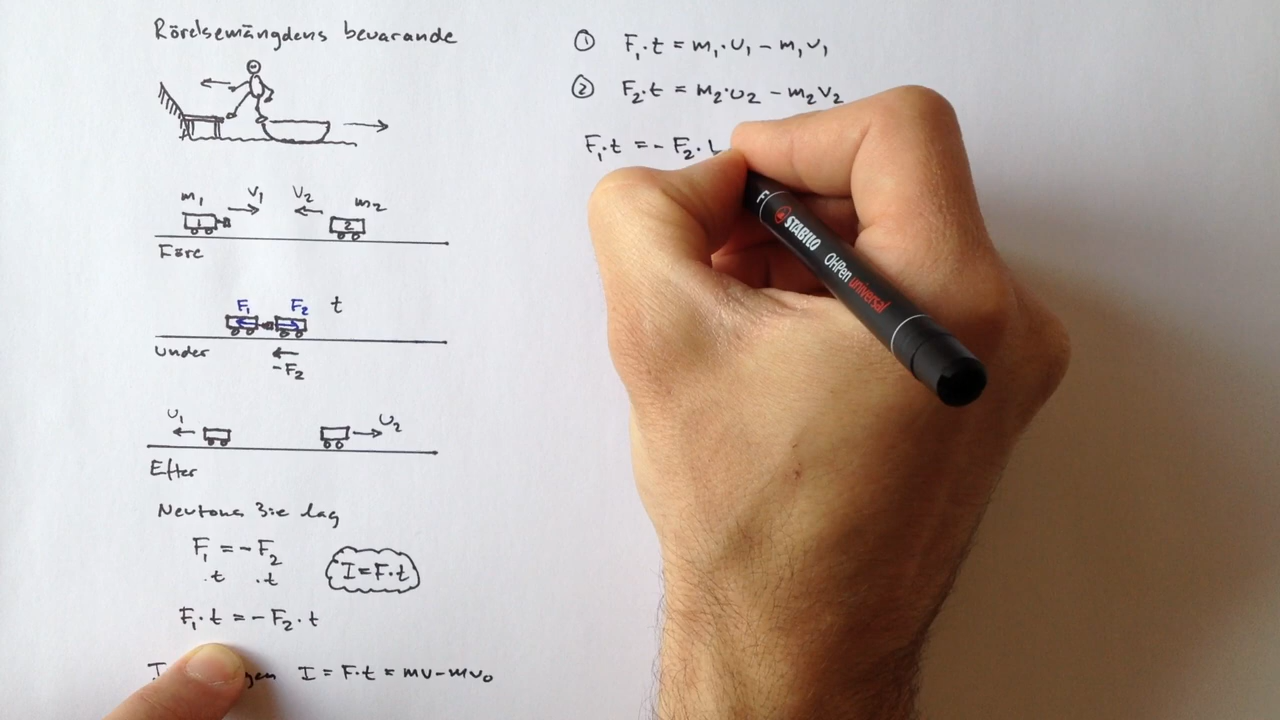 Rörelsemängdens bevarande
m₁ v₁ v₂ m₂
1 2
Före
F₁ F₂ t
-F₂
Under
u₁ u₂
Efter
Newtons 3:e lag
F₁ = -F₂
·t ·t
I=F·t
F₁·t = -F₂·t
I = F·t = mv-mv₀
① F₁·t = m₁·u₁ - m₁v₁
② F₂·t = m₂·u₂ - m₂v₂
F₁·t = - F₂·t
F STABILO OHPen universal